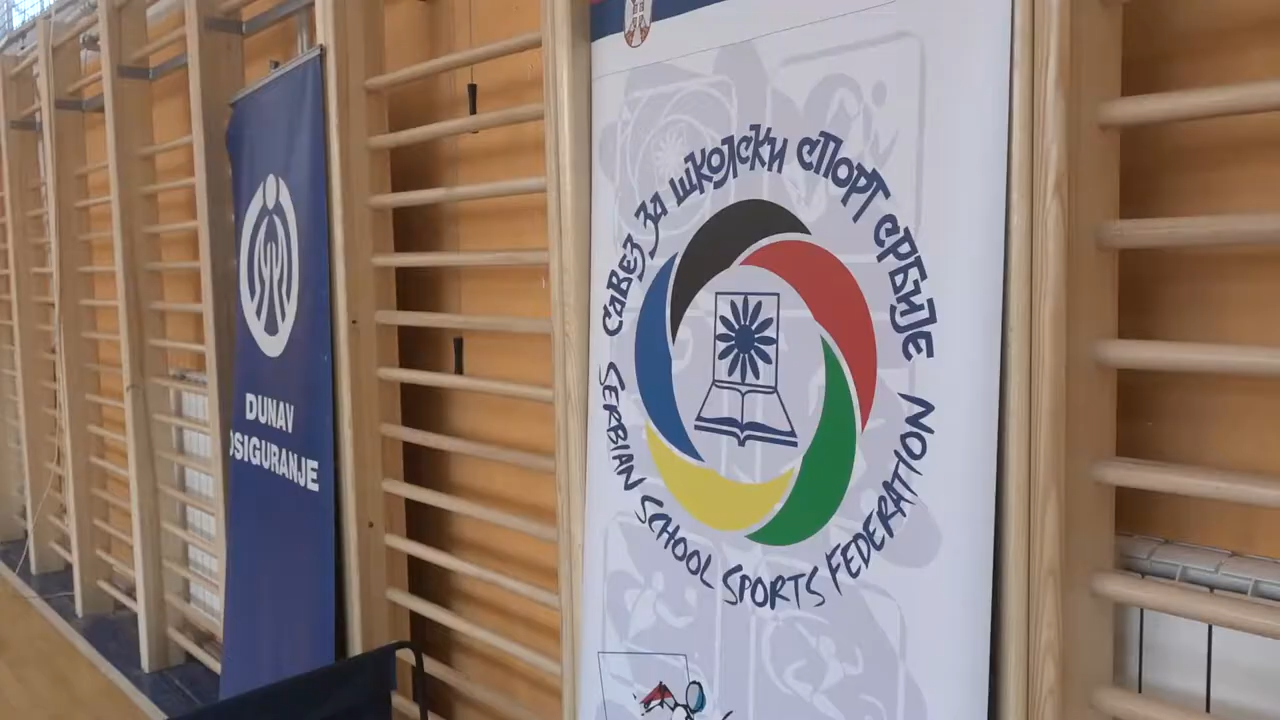 DUNAV
OSIGURANJE
САВЕЗ ЗА ШКОЛСКИ СПОРТ СРБИЈЕ
SERBIAN SCHOOL SPORTS FEDERATION